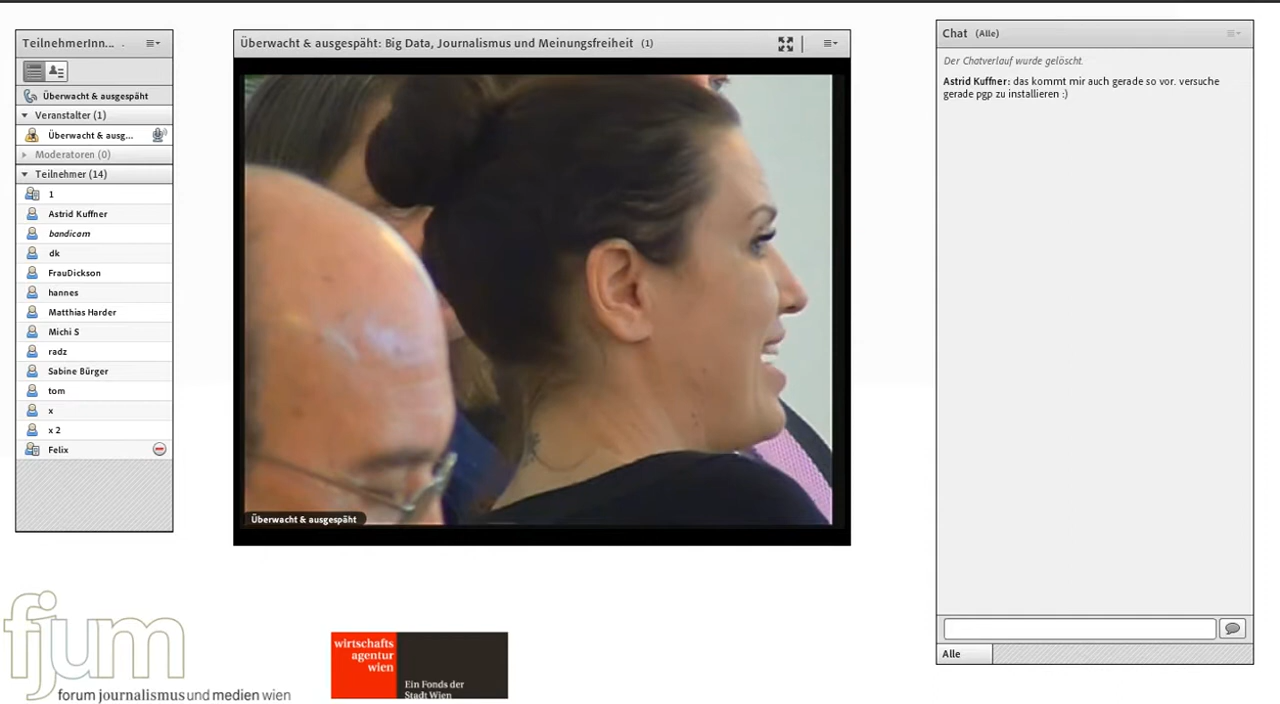 TeilnehmerInn... .
Überwacht & ausgespäht
Veranstalter (1)
Überwacht & ausg...
Moderatoren (0)
Teilnehmer (14)
1
Astrid Kuffner
bandicam
dk
FrauDickson
hannes
Matthias Harder
Michi S
radz
Sabine Bürger
tom
x
x 2
Felix
Überwacht & ausgespäht: Big Data, Journalismus und Meinungsfreiheit (1)
Überwacht & ausgespäht
Chat (Alle)
Der Chatverlauf wurde gelöscht.
Astrid Kuffner: das kommt mir auch gerade so vor. versuche
gerade pgp zu installieren :)
Alle
fjum
forum journalismus und medien wien
wirtschafts
agentur
wien
Ein Fonds der
Stadt Wien